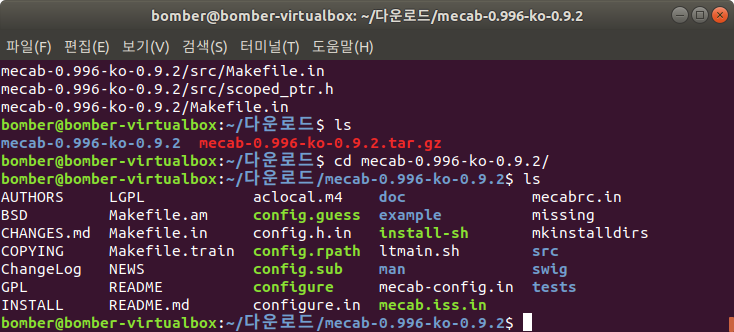 bomber@bomber-virtualbox: ~/다운로드/mecab-0.996-ko-0.9.2
파일(F) 편집(E) 보기(V) 검색(S) 터미널(T) 도움말(H)
mecab-0.996-ko-0.9.2/src/Makefile.in
mecab-0.996-ko-0.9.2/src/scoped_ptr.h
mecab-0.996-ko-0.9.2/Makefile.in
bomber@bomber-virtualbox:~/다운로드$ ls
mecab-0.996-ko-0.9.2  mecab-0.996-ko-0.9.2.tar.gz
bomber@bomber-virtualbox:~/다운로드$ cd mecab-0.996-ko-0.9.2/
bomber@bomber-virtualbox:~/다운로드/mecab-0.996-ko-0.9.2$ ls
AUTHORS     LGPL            aclocal.m4    doc              mecabrc.in
BSD         Makefile.am     config.guess  example          missing
CHANGES.md  Makefile.in     config.h.in   install-sh       mkinstalldirs
COPYING     Makefile.train  config.rpath  ltmain.sh        src
ChangeLog   NEWS            config.sub    man              swig
GPL         README          configure     mecab-config.in  tests
INSTALL     README.md       configure.in  mecab.iss.in
bomber@bomber-virtualbox:~/다운로드/mecab-0.996-ko-0.9.2$